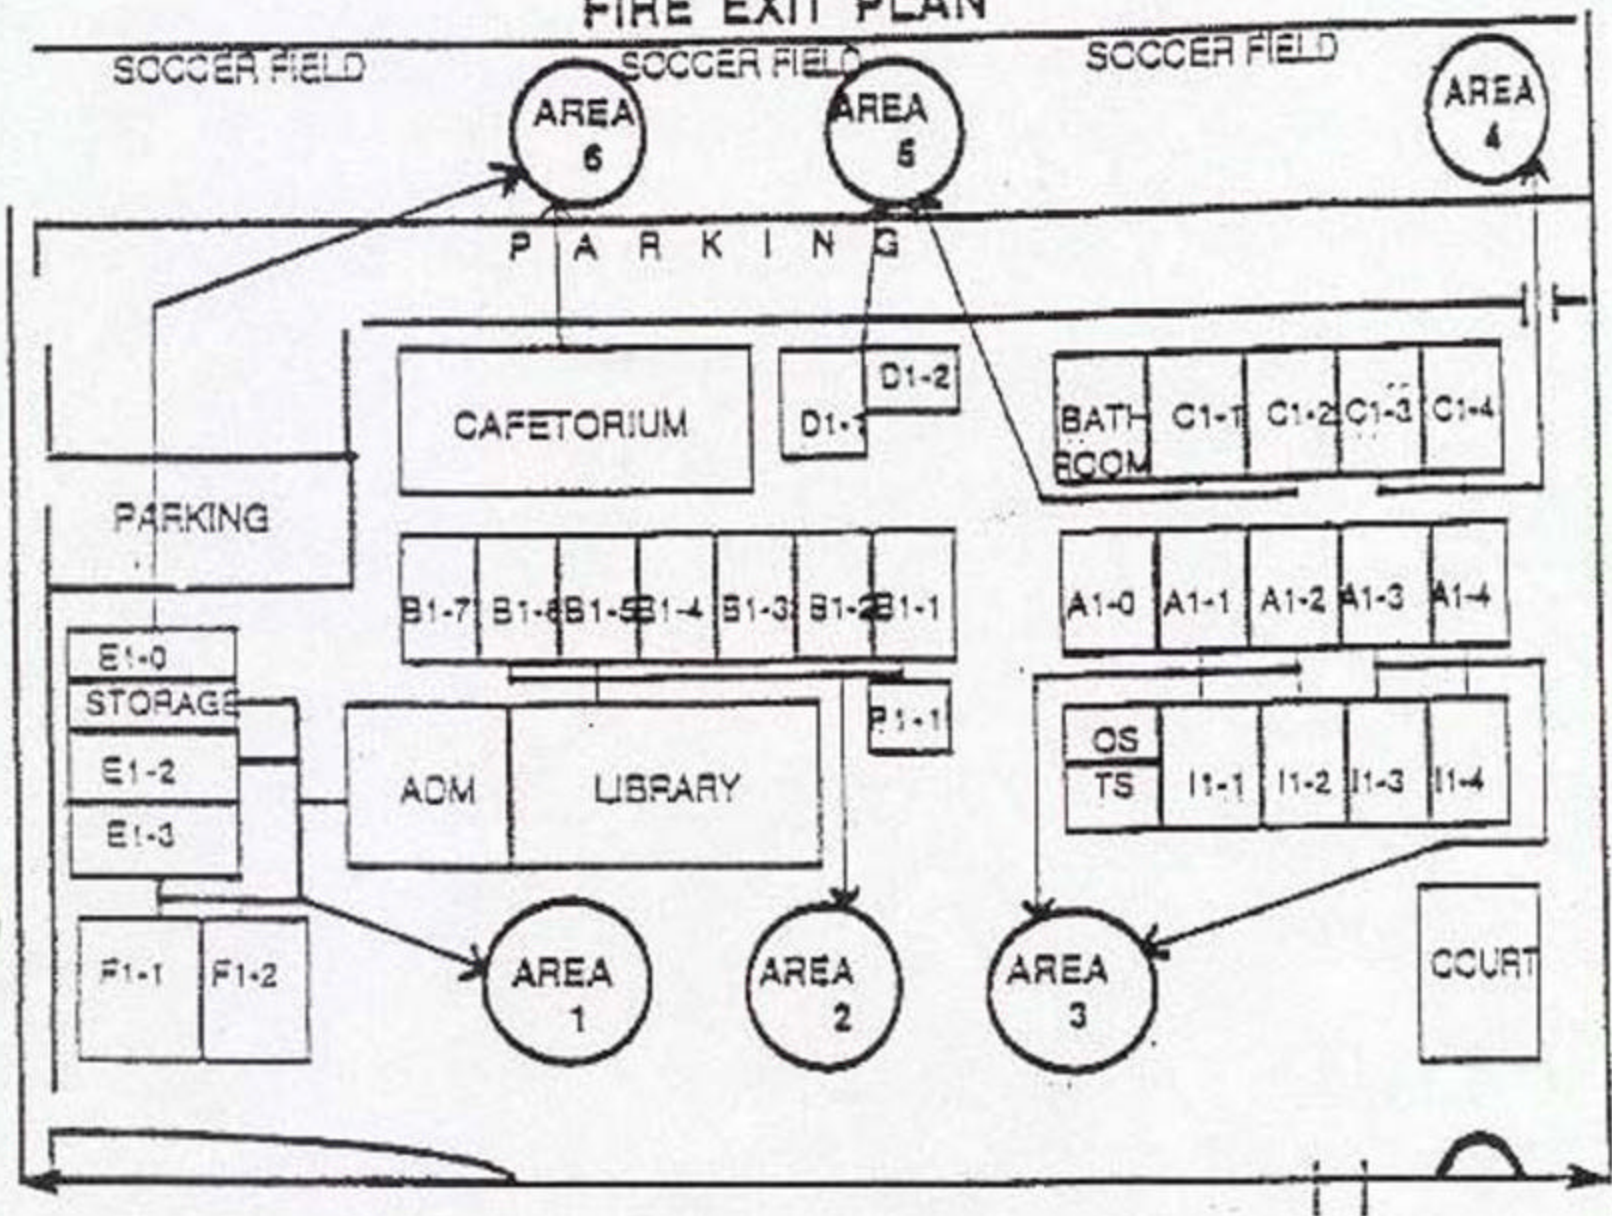 FIRE EXIT PLAN
SOCCER FIELD
SOCCER FIELD
SOCCER FIELD
AREA
6
AREA
5
AREA
4
PARKING
CAFETORIUM
D1-1
D1-2
BATH
ROOM
C1-1
C1-2
C1-3
C1-4
PARKING
B1-7
B1-6
B1-5
B1-4
B1-3
B1-2
B1-1
A1-0
A1-1
A1-2
A1-3
A1-4
E1-0
STORAGE
E1-2
E1-3
ADM
LIBRARY
P1-1
OS
TS
I1-1
I1-2
I1-3
I1-4
F1-1
F1-2
AREA
1
AREA
2
AREA
3
COURT